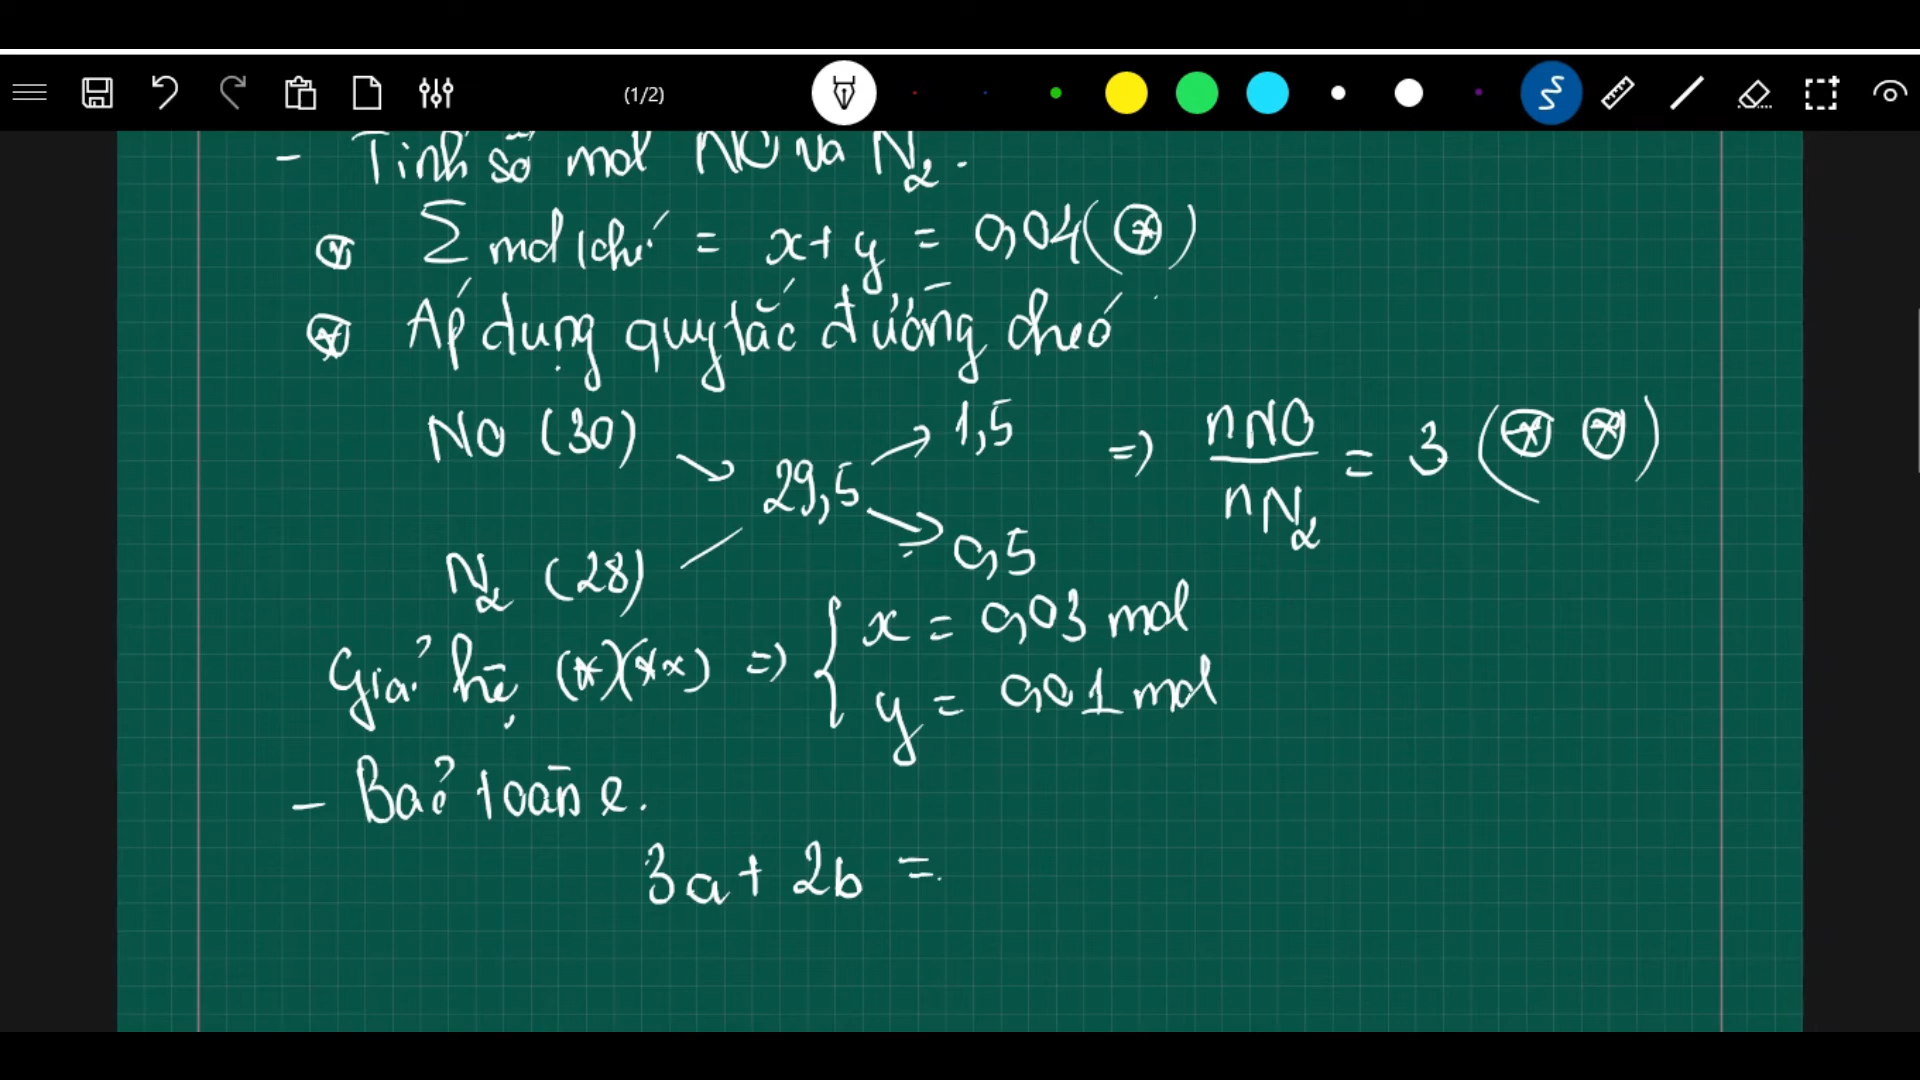 (1/2)
- Tính số mol NO và N₂.
⊛ Σ mol khí = x + y = 0,04 (⊛)
⊛ Áp dụng quy tắc đường chéo
NO (30) ↘ 29,5 ↗ 1,5 => nNO / nN₂ = 3 (⊛ ⊛)
N₂ (28) ↘ 0,5
Giải hệ (*)(**) => { x = 0,03 mol
y = 0,01 mol
- Bảo toàn e.
3a + 2b =